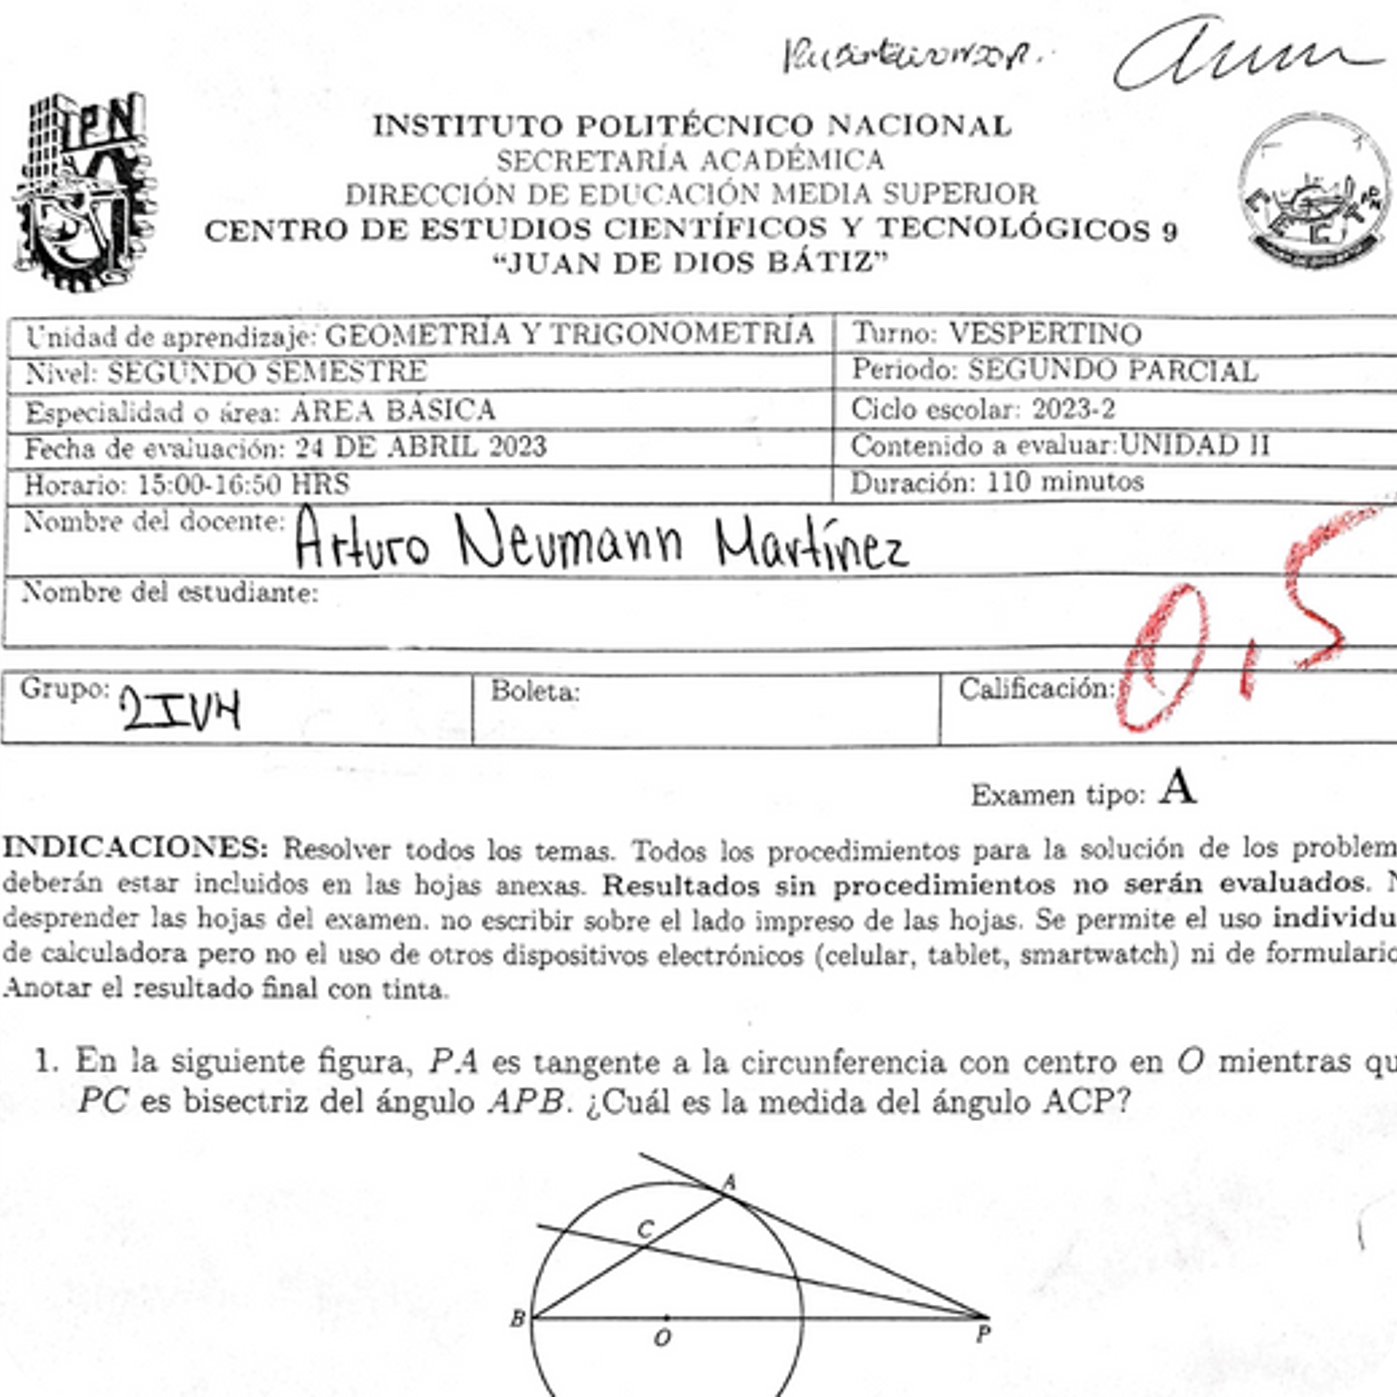 IPN
INSTITUTO POLITÉCNICO NACIONAL
SECRETARÍA ACADÉMICA
DIRECCIÓN DE EDUCACIÓN MEDIA SUPERIOR
CENTRO DE ESTUDIOS CIENTÍFICOS Y TECNOLÓGICOS 9
“JUAN DE DIOS BÁTIZ”
Unidad de aprendizaje: GEOMETRÍA Y TRIGONOMETRÍA Turno: VESPERTINO
Nivel: SEGUNDO SEMESTRE Periodo: SEGUNDO PARCIAL
Especialidad o área: ÁREA BÁSICA Ciclo escolar: 2023-2
Fecha de evaluación: 24 DE ABRIL 2023 Contenido a evaluar:UNIDAD II
Horario: 15:00-16:50 HRS Duración: 110 minutos
Nombre del docente: Arturo Neumann Martínez
Nombre del estudiante:
Grupo: 2IVH Boleta: Calificación: 0.5
Examen tipo: A
INDICACIONES: Resolver todos los temas. Todos los procedimientos para la solución de los problem
deberán estar incluidos en las hojas anexas. Resultados sin procedimientos no serán evaluados. N
desprender las hojas del examen. no escribir sobre el lado impreso de las hojas. Se permite el uso individu
de calculadora pero no el uso de otros dispositivos electrónicos (celular, tablet, smartwatch) ni de formulario
Anotar el resultado final con tinta.
1. En la siguiente figura, PA es tangente a la circunferencia con centro en O mientras qu
PC es bisectriz del ángulo APB. ¿Cuál es la medida del ángulo ACP?
A
C
B
O
P